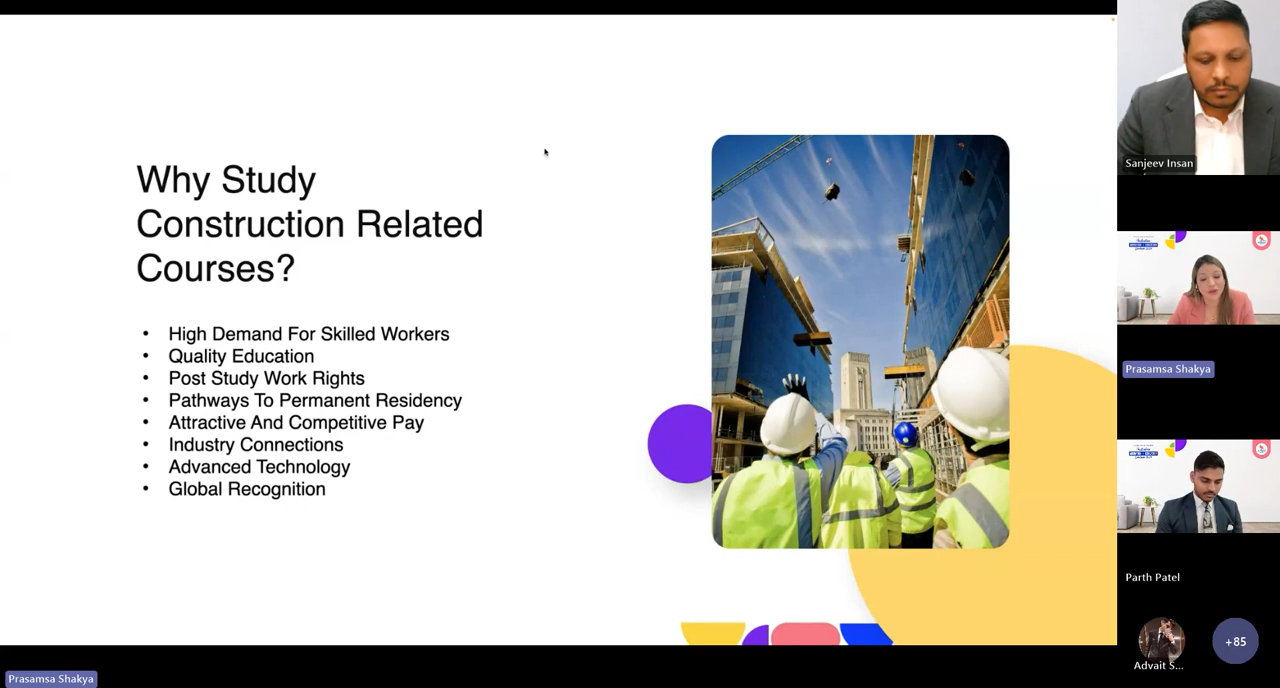 Why Study
Construction Related
Courses?
• High Demand For Skilled Workers
• Quality Education
• Post Study Work Rights
• Pathways To Permanent Residency
• Attractive And Competitive Pay
• Industry Connections
• Advanced Technology
• Global Recognition
Sanjeev Insan
Prasamsa Shakya
Parth Patel
Advait S...
+85
Prasamsa Shakya